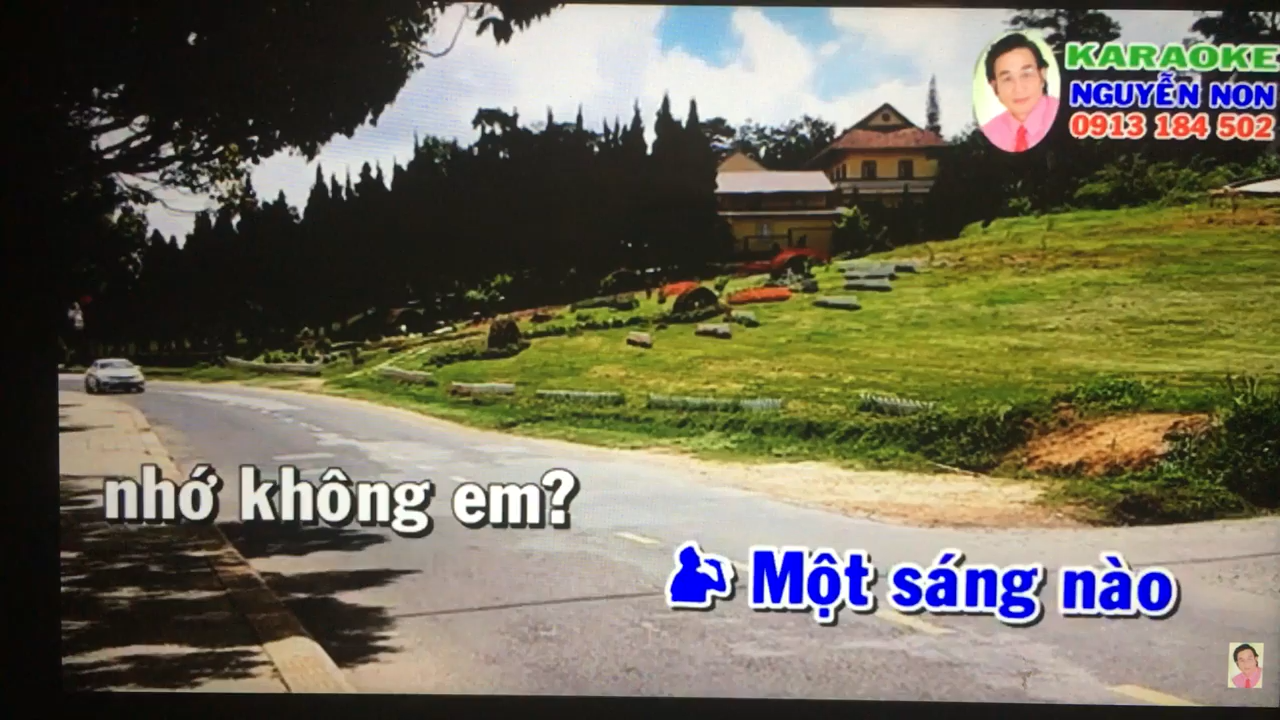 KARAOKE
NGUYỄN NON
0913 184 502
nhớ không em?
Một sáng nào